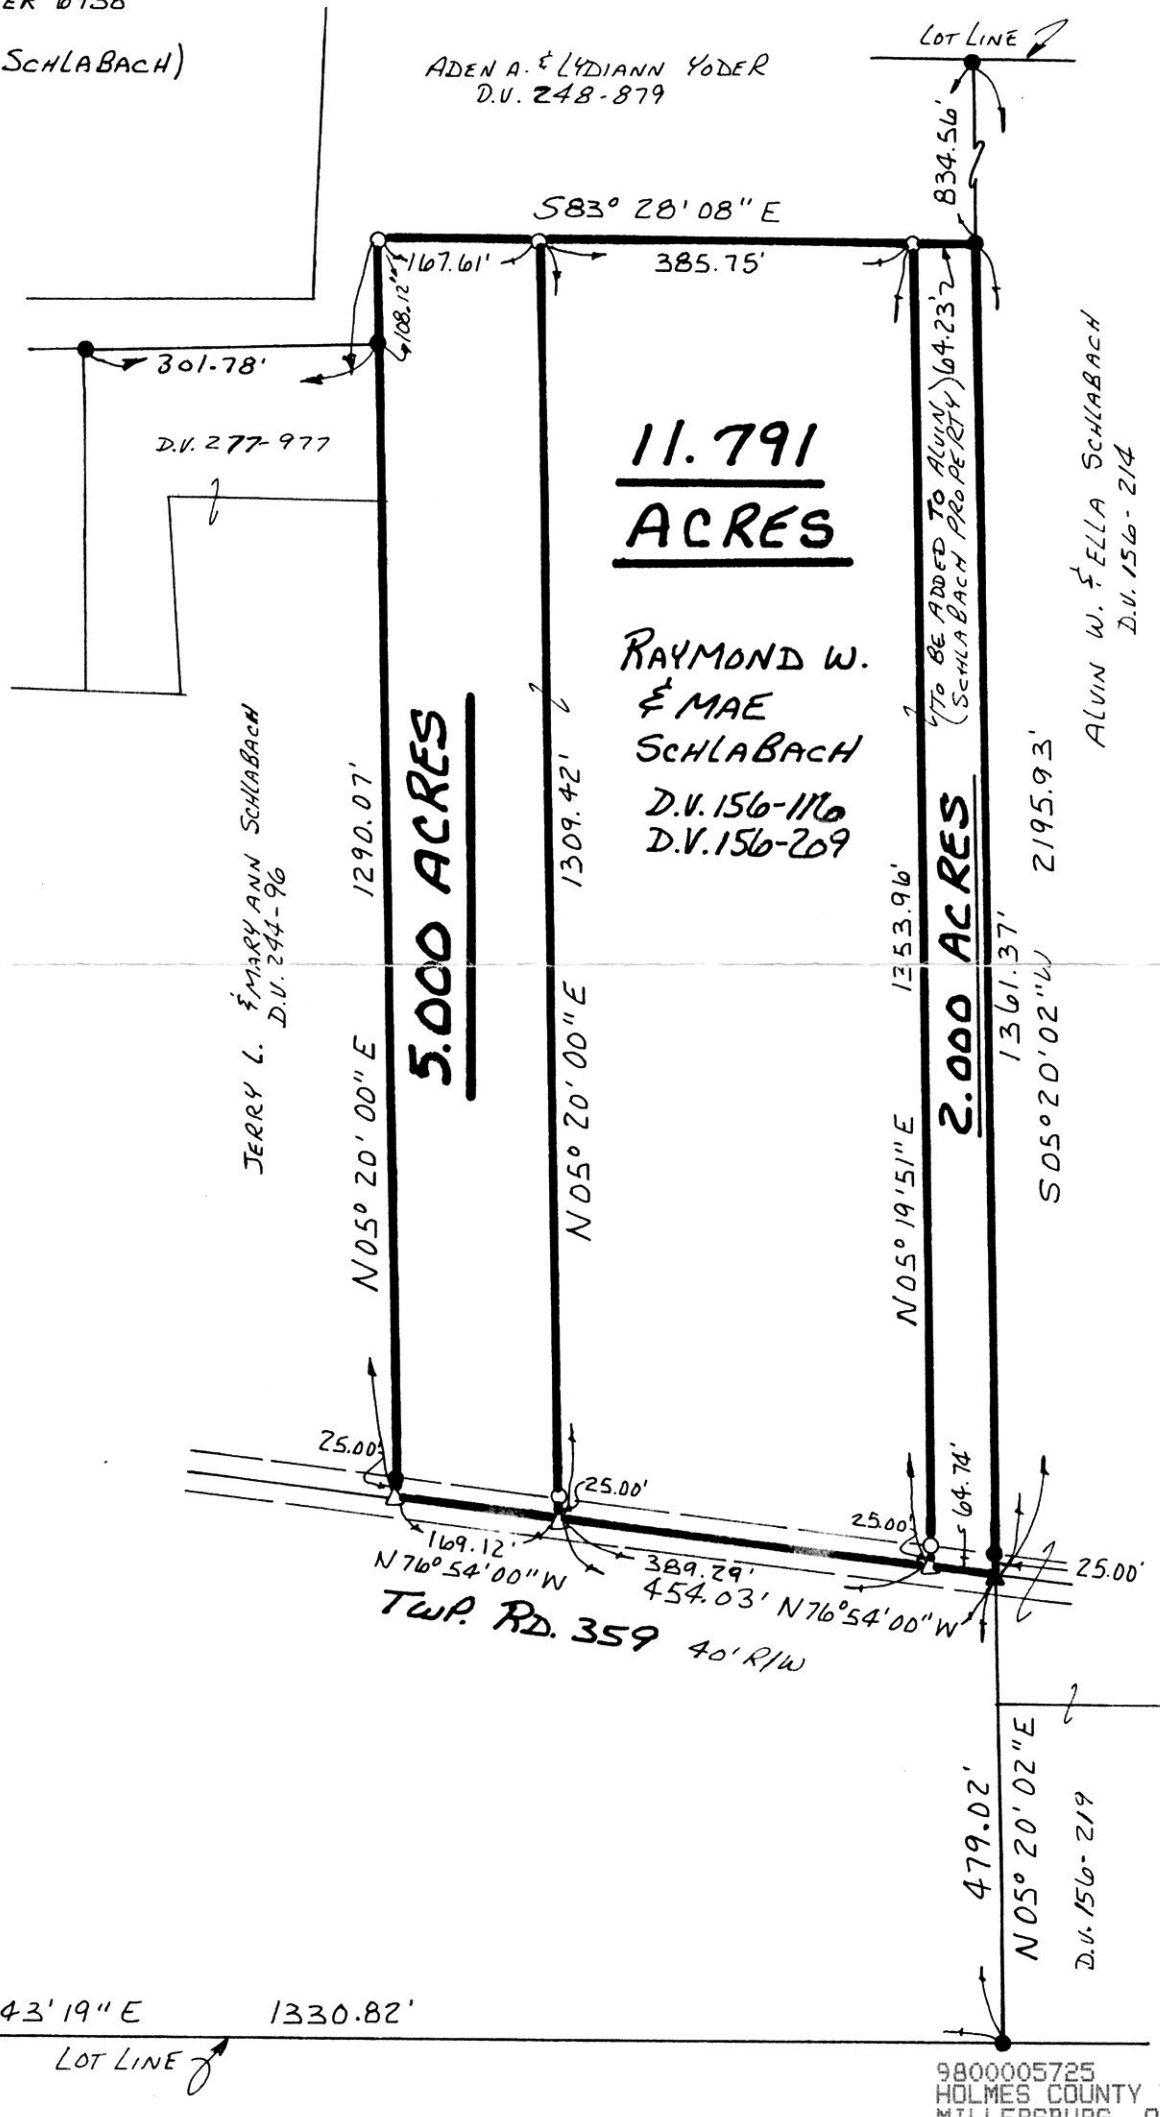 SCHLABACH)
ADEN A. & LYDIANN YODER
D.V. 248-879
LOT LINE
834.56'
S83° 28' 08" E
167.61'
385.75'
64.23'
108.12'
301.78'
D.V. 277-977
11.791
ACRES
(TO BE ADDED TO ALVIN
SCHLABACH PROPERTY)
ALVIN W. & ELLA SCHLABACH
D.V. 156-214
RAYMOND W.
& MAE
SCHLABACH
D.V. 156-116
D.V. 156-209
JERRY L. & MARY ANN SCHLABACH
D.V. 244-96
N05° 20' 00" E
1290.07'
5.000 ACRES
N05° 20' 00" E
1309.42'
N05° 19' 51" E
1353.96'
2.000 ACRES
1361.37'
S05° 20' 02" W
2195.93'
25.00'
25.00'
25.00'
64.74'
25.00'
169.12'
N76° 54' 00" W
389.29'
454.03' N76° 54' 00" W
TWP. RD. 359
40' R/W
479.02'
N05° 20' 02" E
D.V. 156-219
43' 19" E
1330.82'
LOT LINE
9800005725
HOLMES COUNTY